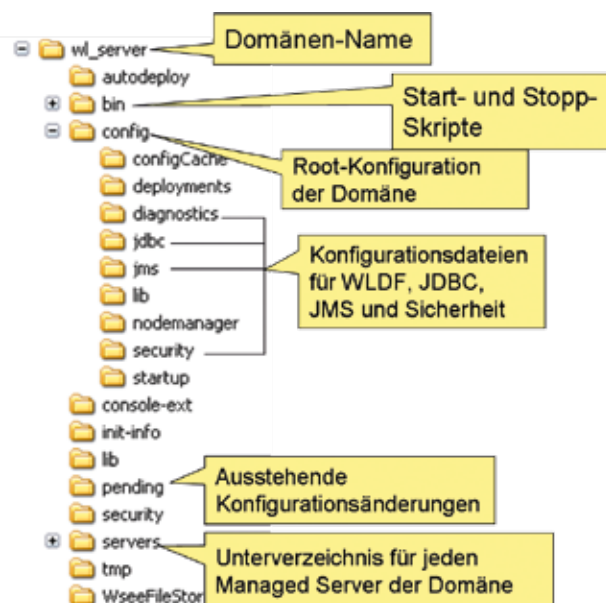 wl_server
Domänen-Name
autodeploy
bin
Start- und Stopp-
Skripte
config
configCache
Root-Konfiguration
der Domäne
deployments
diagnostics
jdbc
Konfigurationsdateien
für WLDF, JDBC,
JMS und Sicherheit
jms
lib
nodemanager
security
startup
console-ext
init-info
lib
pending
Ausstehende
Konfigurationsänderungen
security
servers
Unterverzeichnis für jeden
Managed Server der Domäne
tmp
WseeFileStor